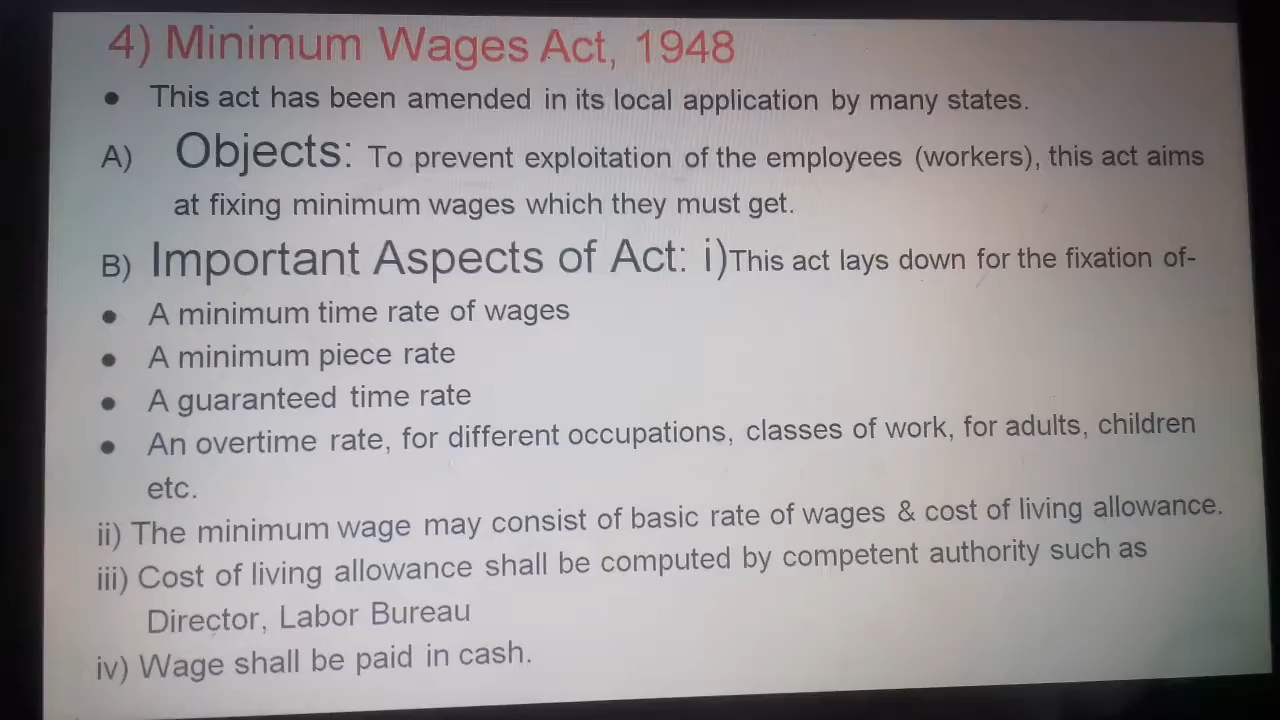 4) Minimum Wages Act, 1948
● This act has been amended in its local application by many states.
A) Objects: To prevent exploitation of the employees (workers), this act aims
at fixing minimum wages which they must get.
B) Important Aspects of Act: i)This act lays down for the fixation of-
● A minimum time rate of wages
● A minimum piece rate
● A guaranteed time rate
● An overtime rate, for different occupations, classes of work, for adults, children
etc.
ii) The minimum wage may consist of basic rate of wages & cost of living allowance.
iii) Cost of living allowance shall be computed by competent authority such as
Director, Labor Bureau
iv) Wage shall be paid in cash.